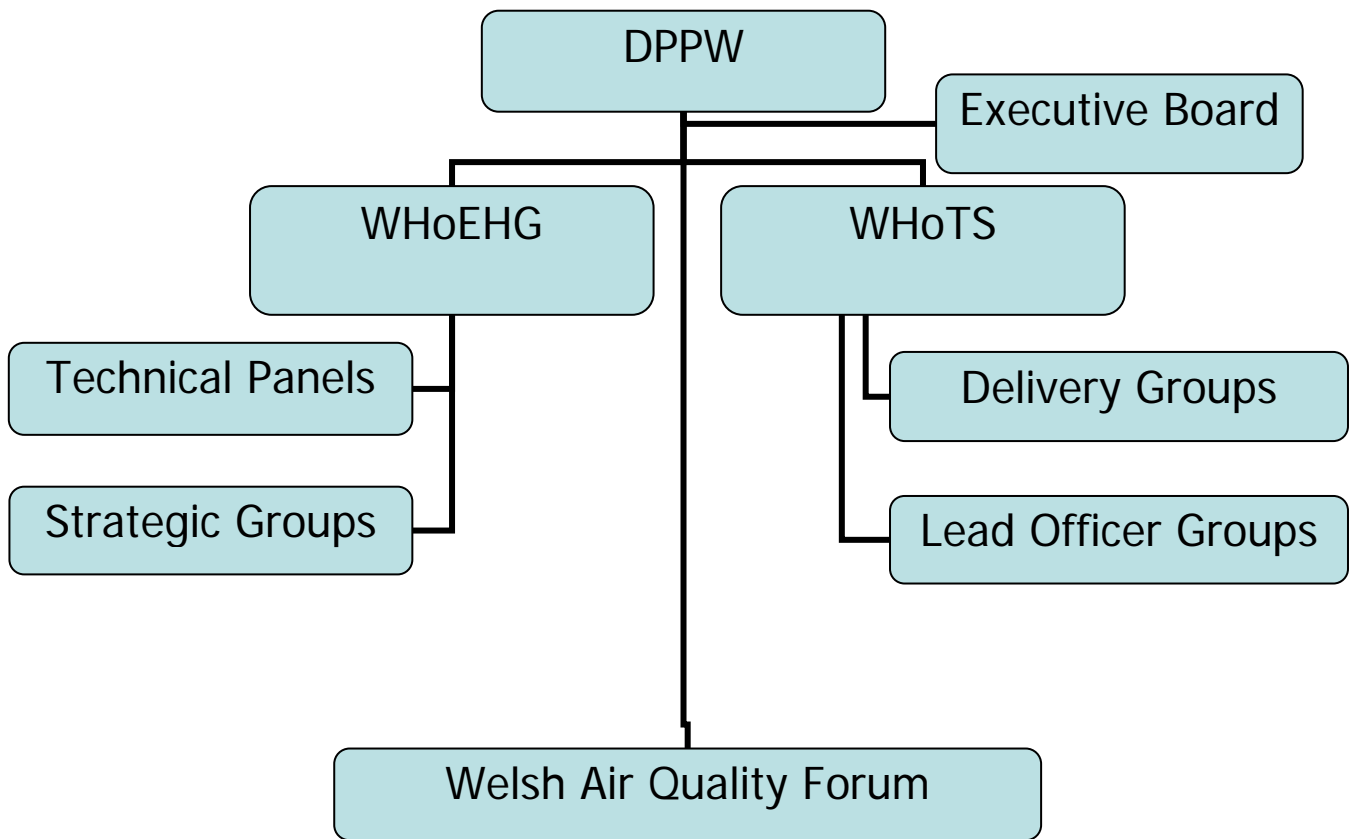 DPPW
Executive Board
WHoEHG
WHoTS
Technical Panels
Delivery Groups
Strategic Groups
Lead Officer Groups
Welsh Air Quality Forum